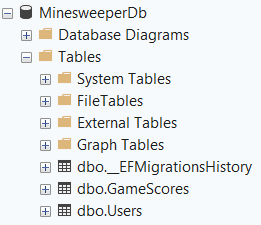 MinesweeperDb
Database Diagrams
Tables
System Tables
FileTables
External Tables
Graph Tables
dbo.__EFMigrationsHistory
dbo.GameScores
dbo.Users